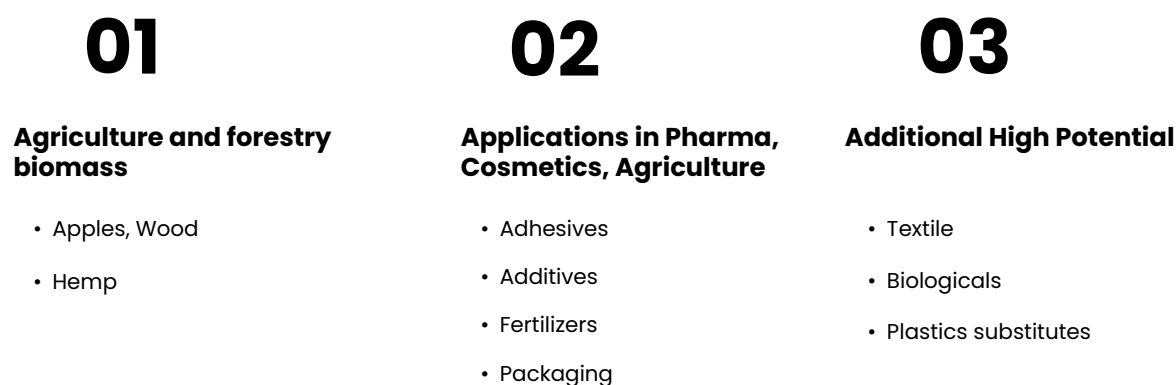 01
Agriculture and forestry
biomass
• Apples, Wood
• Hemp
02
Applications in Pharma,
Cosmetics, Agriculture
• Adhesives
• Additives
• Fertilizers
• Packaging
03
Additional High Potential
• Textile
• Biologicals
• Plastics substitutes